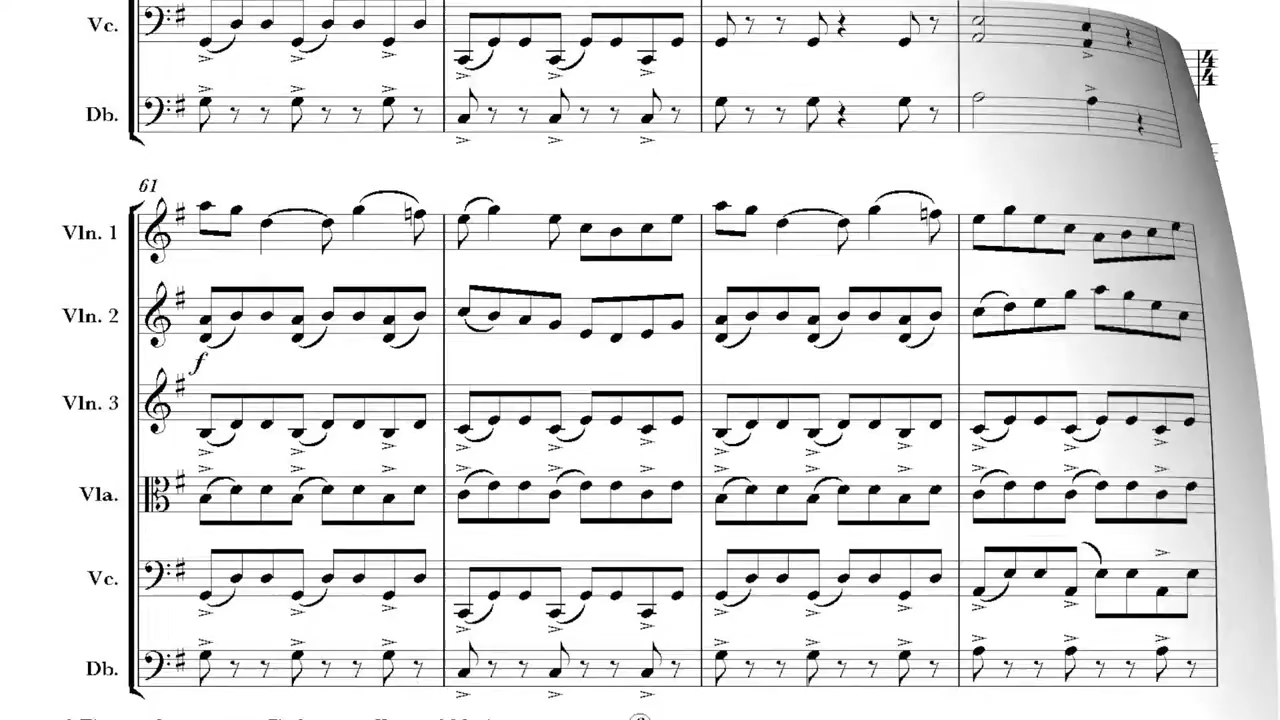 Vc.
4
4
Db.
61
Vln. 1
Vln. 2
f
Vln. 3
Vla.
Vc.
Db.